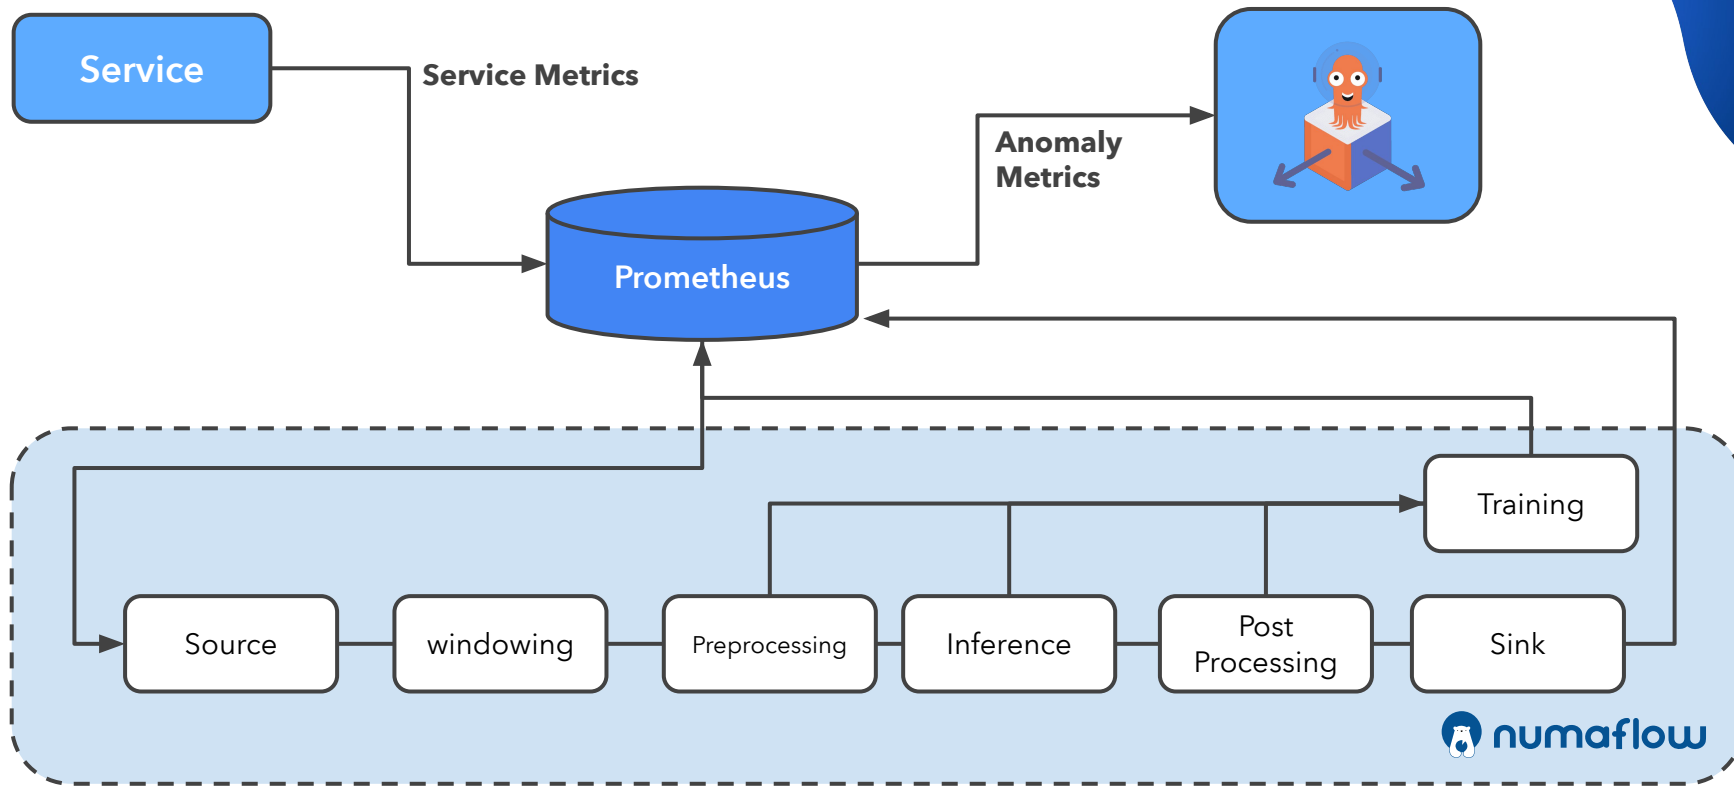 Service
Service Metrics
Anomaly
Metrics
Prometheus
Training
Source
windowing
Preprocessing
Inference
Post
Processing
Sink
numaflow